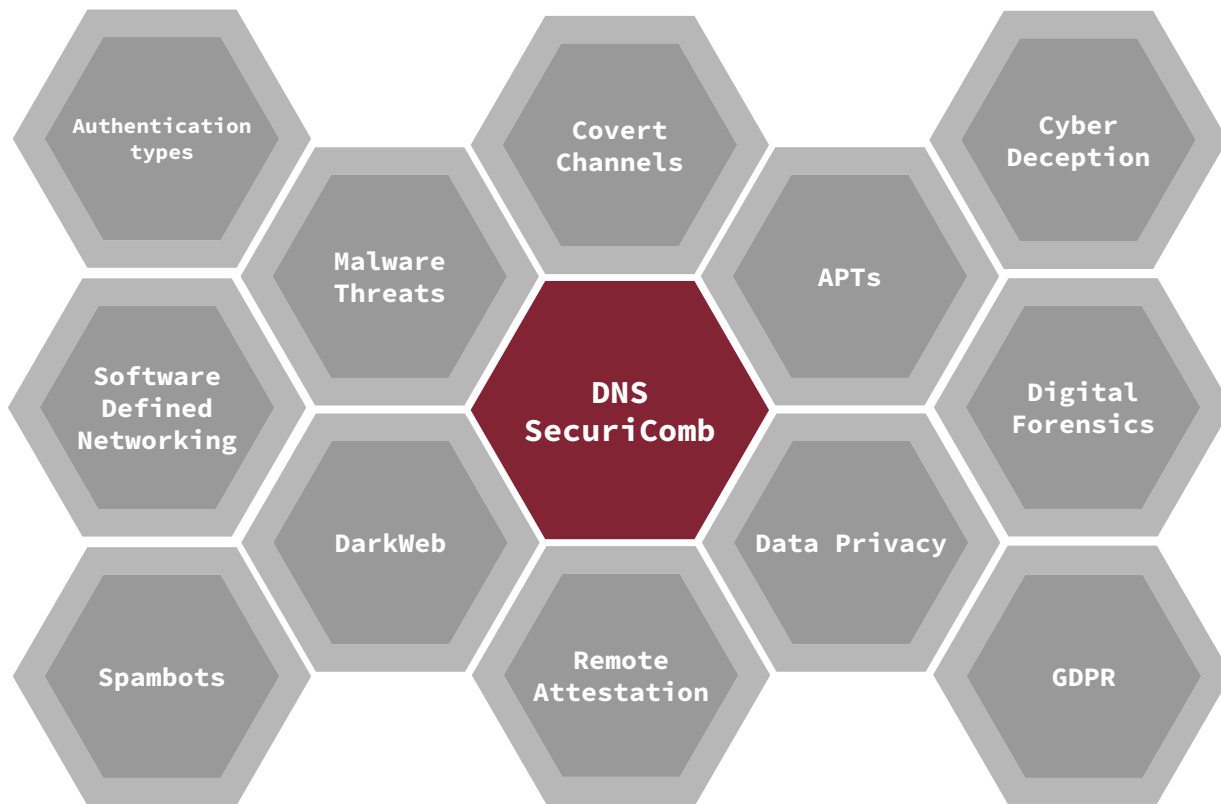 Authentication
types
Covert
Channels
Cyber
Deception
Malware
Threats
APTs
Software
Defined
Networking
DNS
SecuriComb
Digital
Forensics
DarkWeb
Data Privacy
Spambots
Remote
Attestation
GDPR